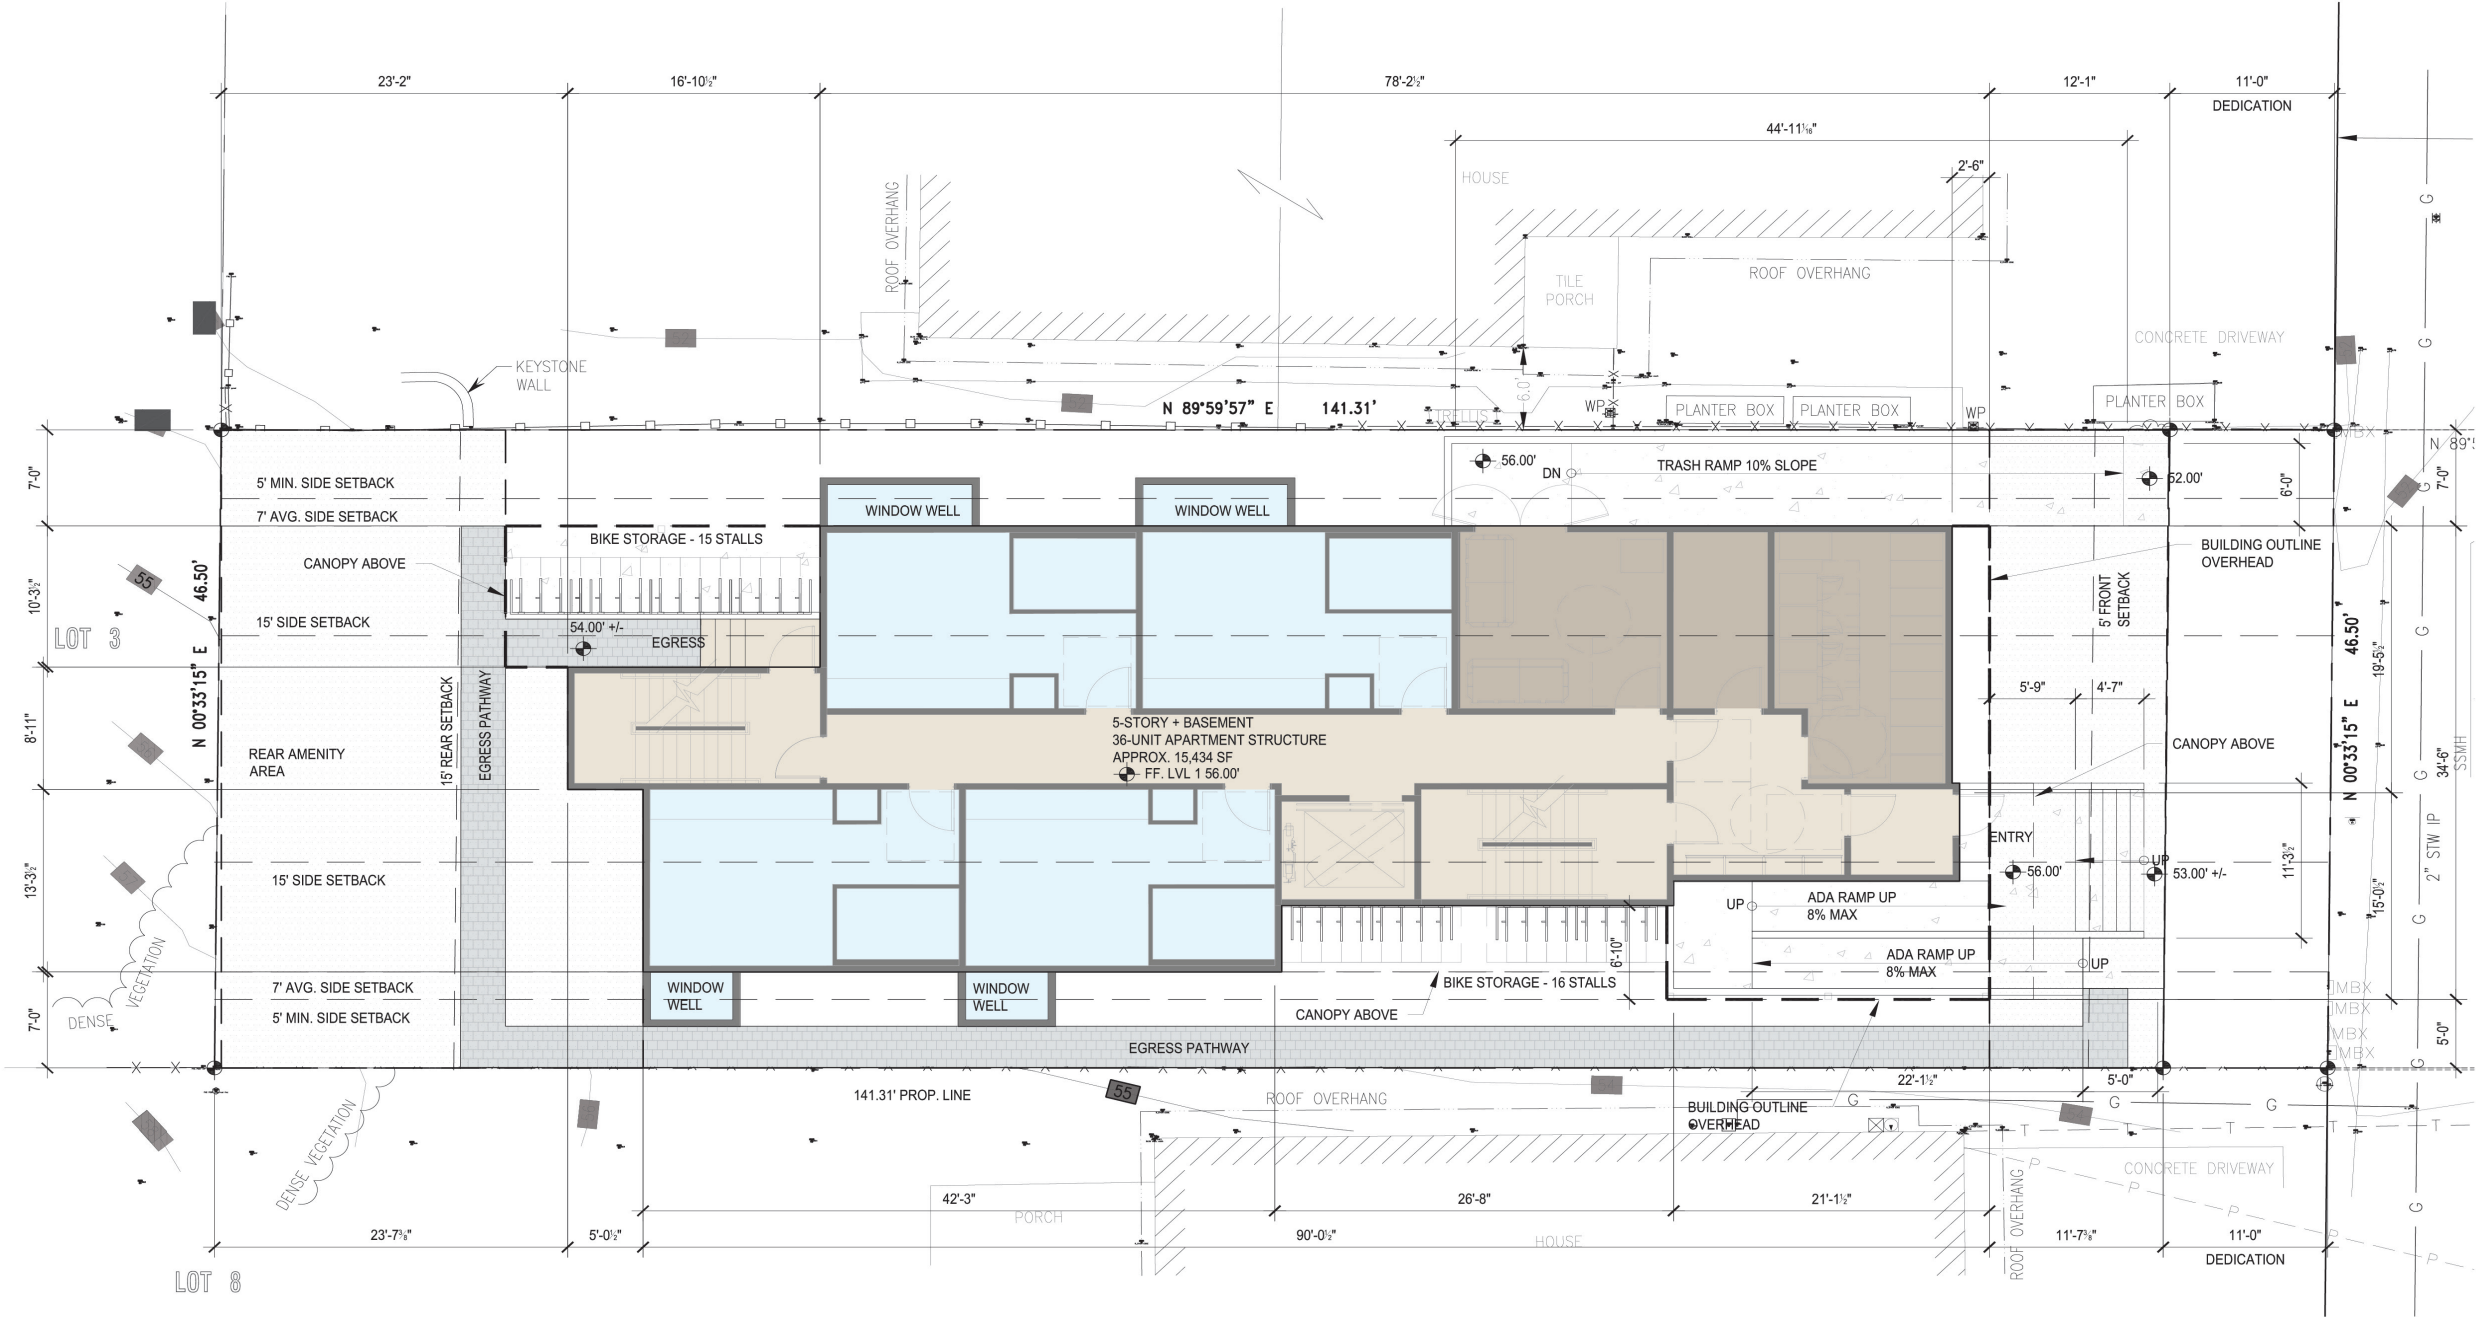 23'-2"
16'-10½"
78'-2½"
12'-1"
11'-0"
DEDICATION
44'-11 1/16"
2'-6"
HOUSE
ROOF OVERHANG
TILE
PORCH
ROOF OVERHANG
CONCRETE DRIVEWAY
KEYSTONE
WALL
6.0'
N 89°59'57" E 141.31'
TRELLIS
WP
PLANTER BOX
PLANTER BOX
WP
PLANTER BOX
MBX
7'-0"
5' MIN. SIDE SETBACK
7' AVG. SIDE SETBACK
WINDOW WELL
WINDOW WELL
56.00'
DN
TRASH RAMP 10% SLOPE
52.00'
6'-0"
7'-0"
G
BIKE STORAGE - 15 STALLS
CANOPY ABOVE
BUILDING OUTLINE
OVERHEAD
55
46.50'
10'-3½"
LOT 3
15' SIDE SETBACK
54.00' +/-
EGRESS
5' FRONT
SETBACK
46.50'
19'-5½"
N 00°33'15" E
8'-11"
15' REAR SETBACK
EGRESS PATHWAY
REAR AMENITY
AREA
5-STORY + BASEMENT
36-UNIT APARTMENT STRUCTURE
APPROX. 15,434 SF
FF. LVL 1 56.00'
5'-9"
4'-7"
CANOPY ABOVE
N 00°33'15" E
34'-6"
SSMH
2" STW IP
ENTRY
UP
56.00'
53.00' +/-
11'-3½"
13'-3½"
15' SIDE SETBACK
UP
ADA RAMP UP
8% MAX
15'-0½"
6'-10"
ADA RAMP UP
8% MAX
UP
DENSE VEGETATION
7' AVG. SIDE SETBACK
5' MIN. SIDE SETBACK
7'-0"
WINDOW
WELL
WINDOW
WELL
BIKE STORAGE - 16 STALLS
CANOPY ABOVE
MBX
MBX
MBX
MBX
5'-0"
EGRESS PATHWAY
141.31' PROP. LINE
55
ROOF OVERHANG
22'-1½"
5'-0"
G
G
G
BUILDING OUTLINE
OVERHEAD
T
T
T
T
DENSE VEGETATION
CONCRETE DRIVEWAY
P
P
P
P
ROOF OVERHANG
42'-3"
26'-8"
21'-1½"
PORCH
23'-7⅜"
5'-0½"
90'-0½"
HOUSE
11'-7⅜"
11'-0"
DEDICATION
LOT 8